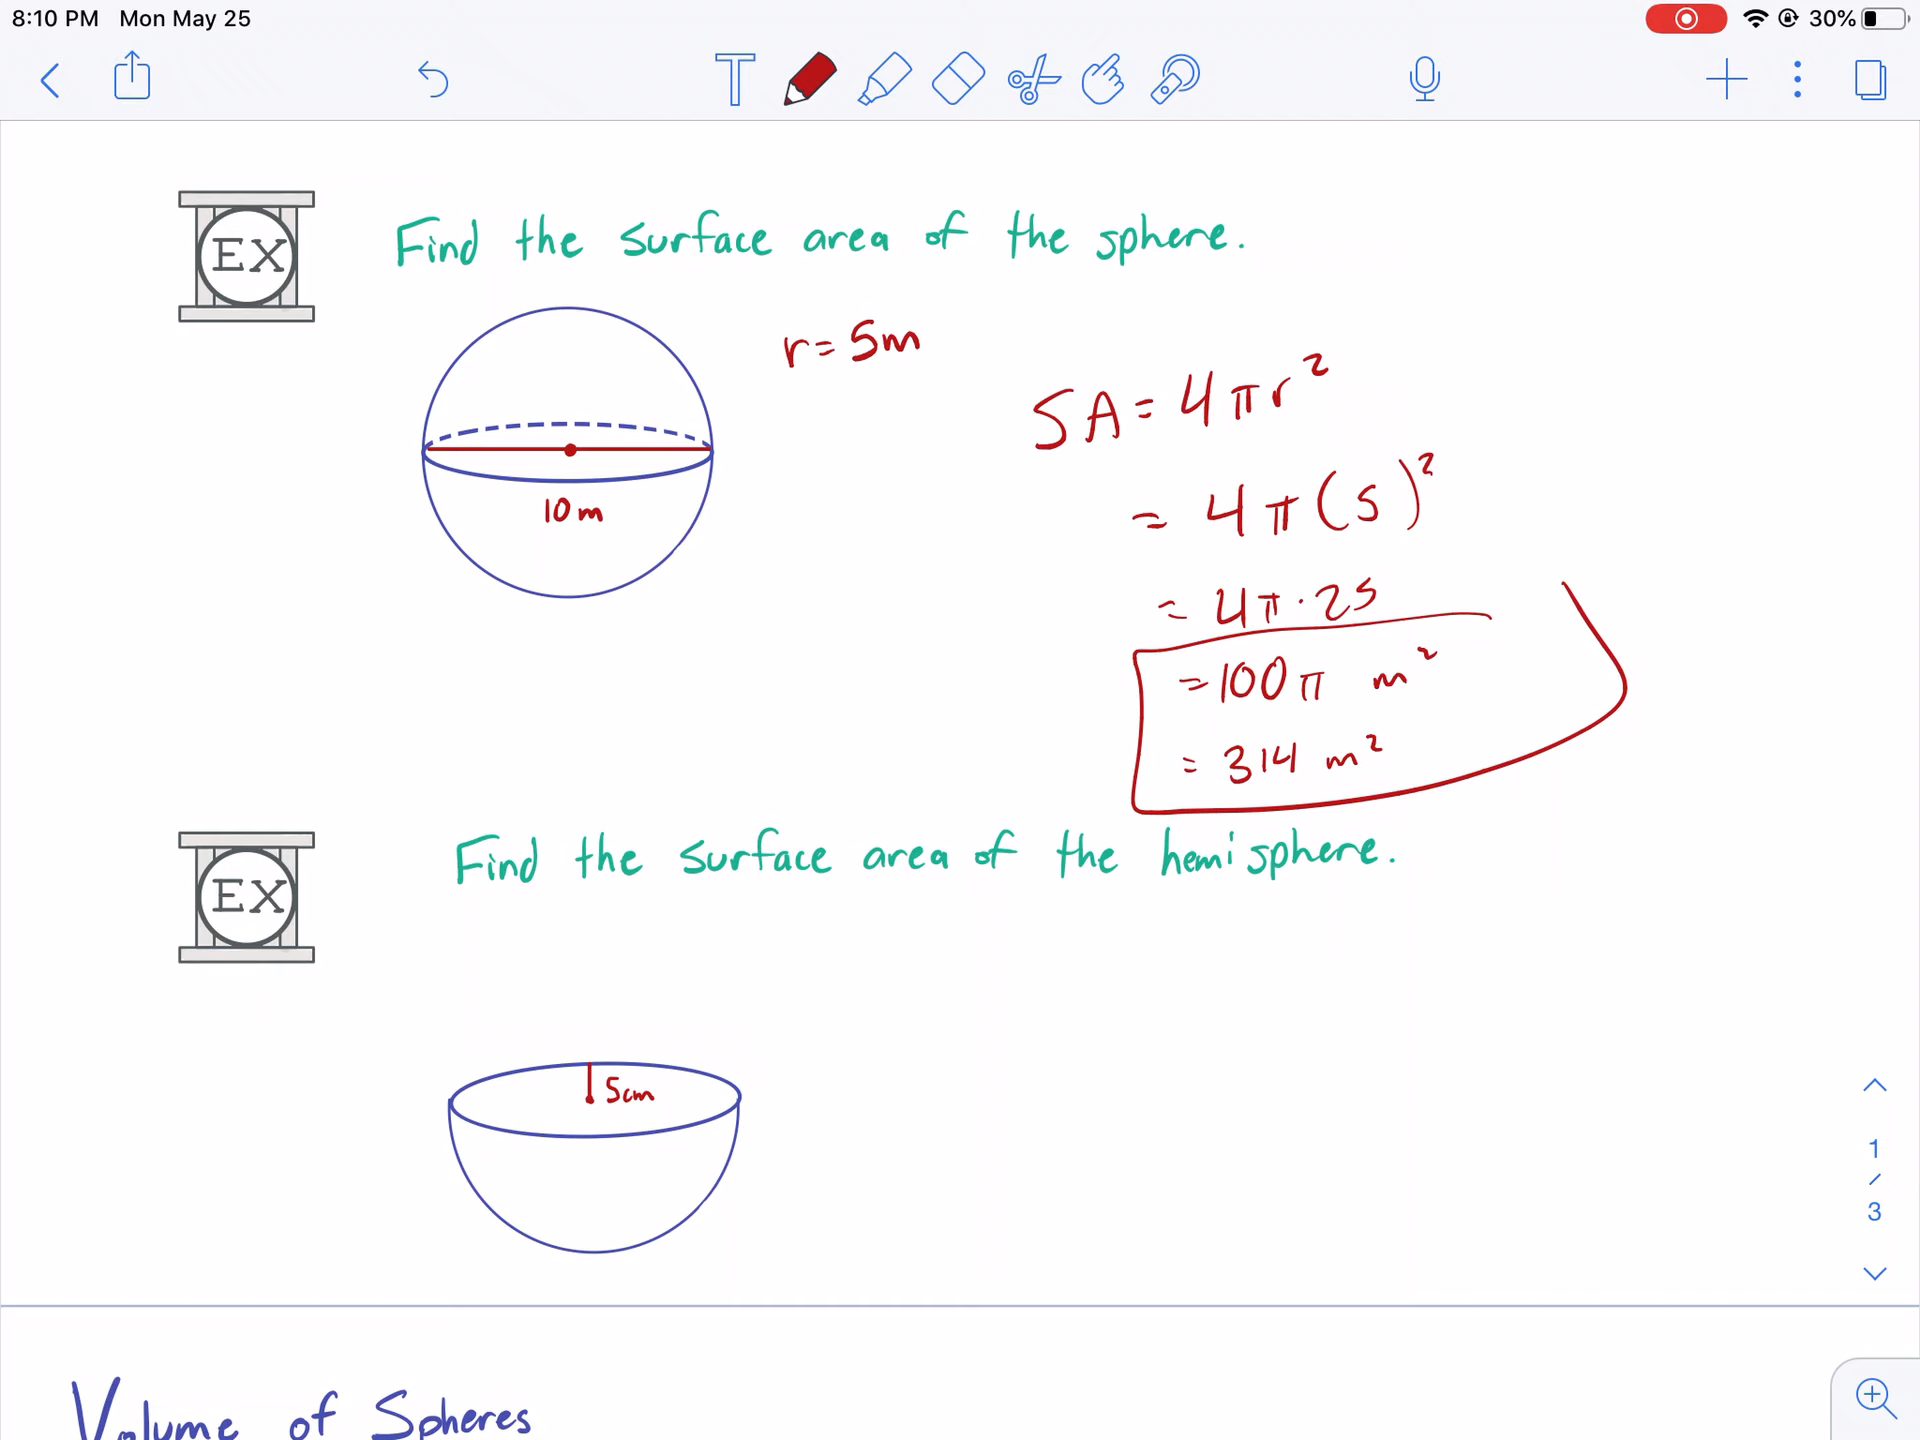 8:10 PM Mon May 25
30%
T
EX
Find the surface area of the sphere.
r = 5m
10 m
SA = 4πr²
= 4π(5)²
= 4π · 25
= 100π m²
= 314 m²
EX
Find the surface area of the hemisphere.
5cm
1
/
3
Volume of Spheres